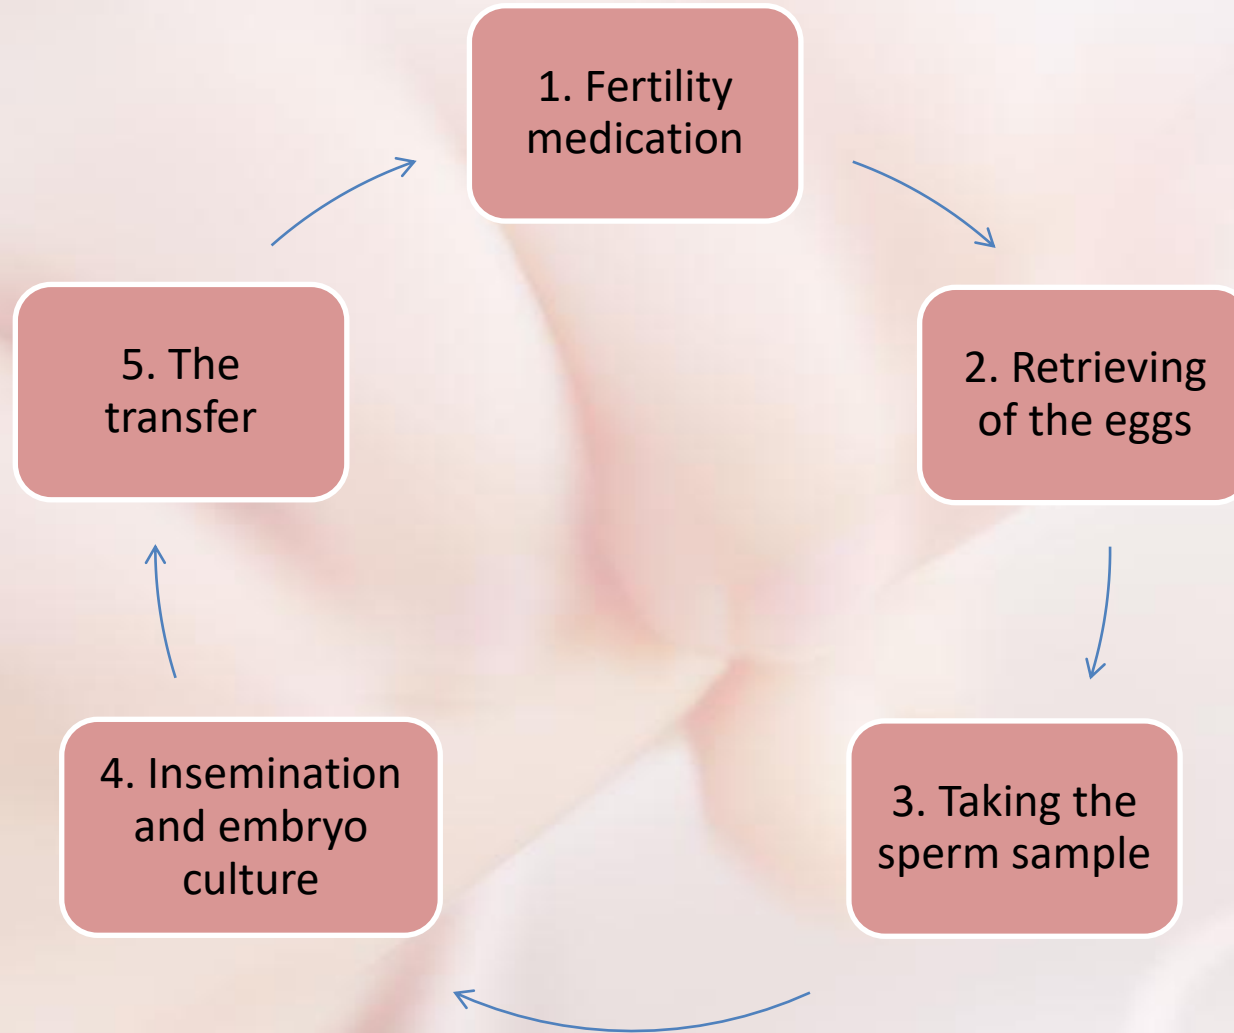 1. Fertility
medication
2. Retrieving
of the eggs
3. Taking the
sperm sample
4. Insemination
and embryo
culture
5. The
transfer